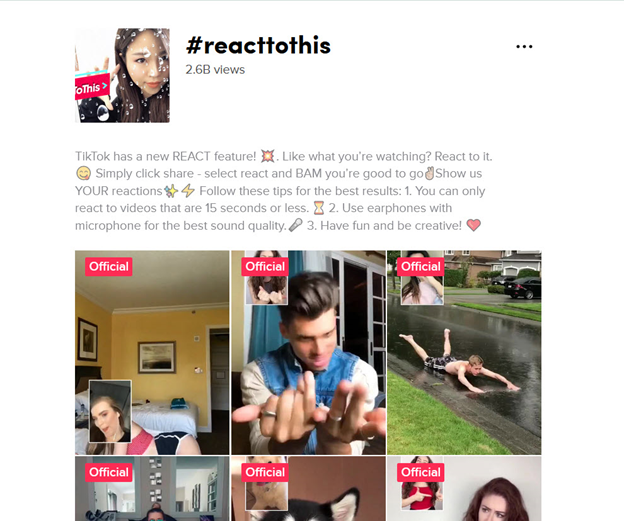 #reacttothis
2.6B views
ToThis >
TikTok has a new REACT feature! 💥. Like what you're watching? React to it.
😋 Simply click share - select react and BAM you're good to go✌Show us
YOUR reactions✨⚡ Follow these tips for the best results: 1. You can only
react to videos that are 15 seconds or less. ⏳ 2. Use earphones with
microphone for the best sound quality.🎤 3. Have fun and be creative! ❤
Official
Official
Official
Official
Official
Official